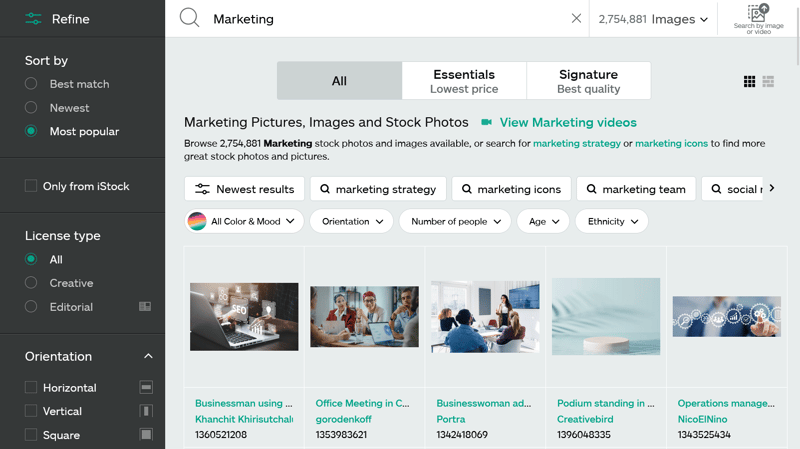 Refine
Sort by
Best match
Newest
Most popular
Only from iStock
License type
All
Creative
Editorial
Orientation
Horizontal
Vertical
Square
Marketing
2,754,881 Images
Search by image
or video
All
Essentials
Lowest price
Signature
Best quality
Marketing Pictures, Images and Stock Photos
View Marketing videos
Browse 2,754,881 Marketing stock photos and images available, or search for marketing strategy or marketing icons to find more
great stock photos and pictures.
Newest results
marketing strategy
marketing icons
marketing team
social
All Color & Mood
Orientation
Number of people
Age
Ethnicity
SEO
Businessman using ...
Khanchit Khirisutchalu
1360521208
Office Meeting in C...
gorodenkoff
1353983621
Businesswoman ad...
Portra
1342418069
Podium standing in ...
Creativebird
1396048335
Operations manage...
NicoElNino
1343525434